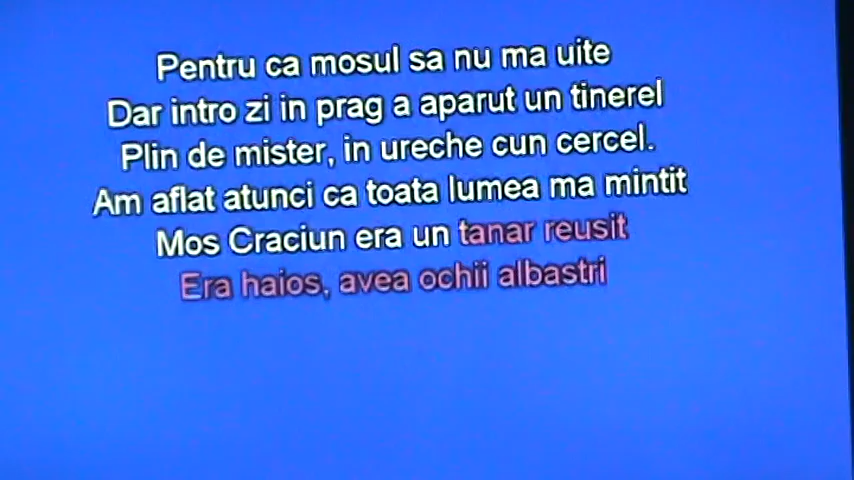 Pentru ca mosul sa nu ma uite
Dar intro zi in prag a aparut un tinerel
Plin de mister, in ureche cun cercel.
Am aflat atunci ca toata lumea ma mintit
Mos Craciun era un tanar reusit
Era haios, avea ochii albastri